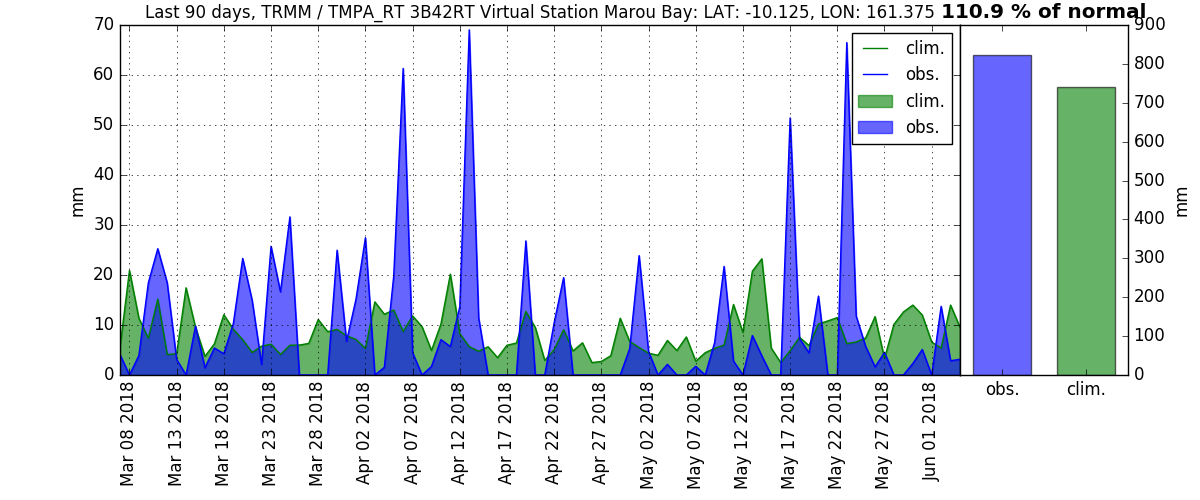 Last 90 days, TRMM / TMPA_RT 3B42RT Virtual Station Marou Bay: LAT: -10.125, LON: 161.375 110.9 % of normal
70
60
50
40
30
20
10
0
mm
clim.
obs.
clim.
obs.
900
800
700
600
500
400
300
200
100
0
mm
Mar 08 2018
Mar 13 2018
Mar 18 2018
Mar 23 2018
Mar 28 2018
Apr 02 2018
Apr 07 2018
Apr 12 2018
Apr 17 2018
Apr 22 2018
Apr 27 2018
May 02 2018
May 07 2018
May 12 2018
May 17 2018
May 22 2018
May 27 2018
Jun 01 2018
obs.
clim.